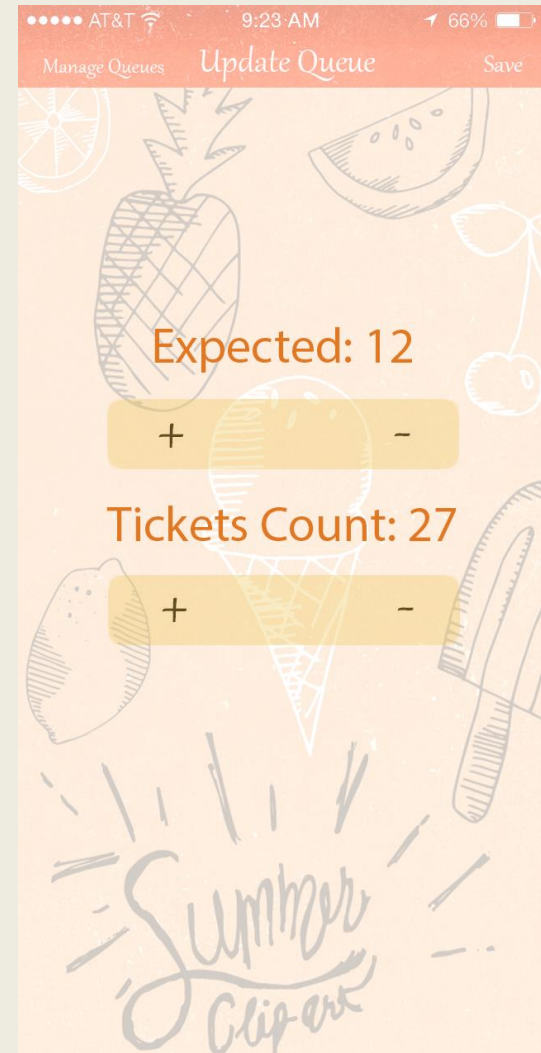 AT&T 9:23 AM 66%
Manage Queues Update Queue Save
Expected: 12
+ -
Tickets Count: 27
+ -
Summer
Clip art